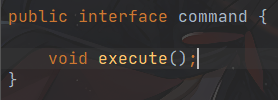 public interface command {
void execute();
}